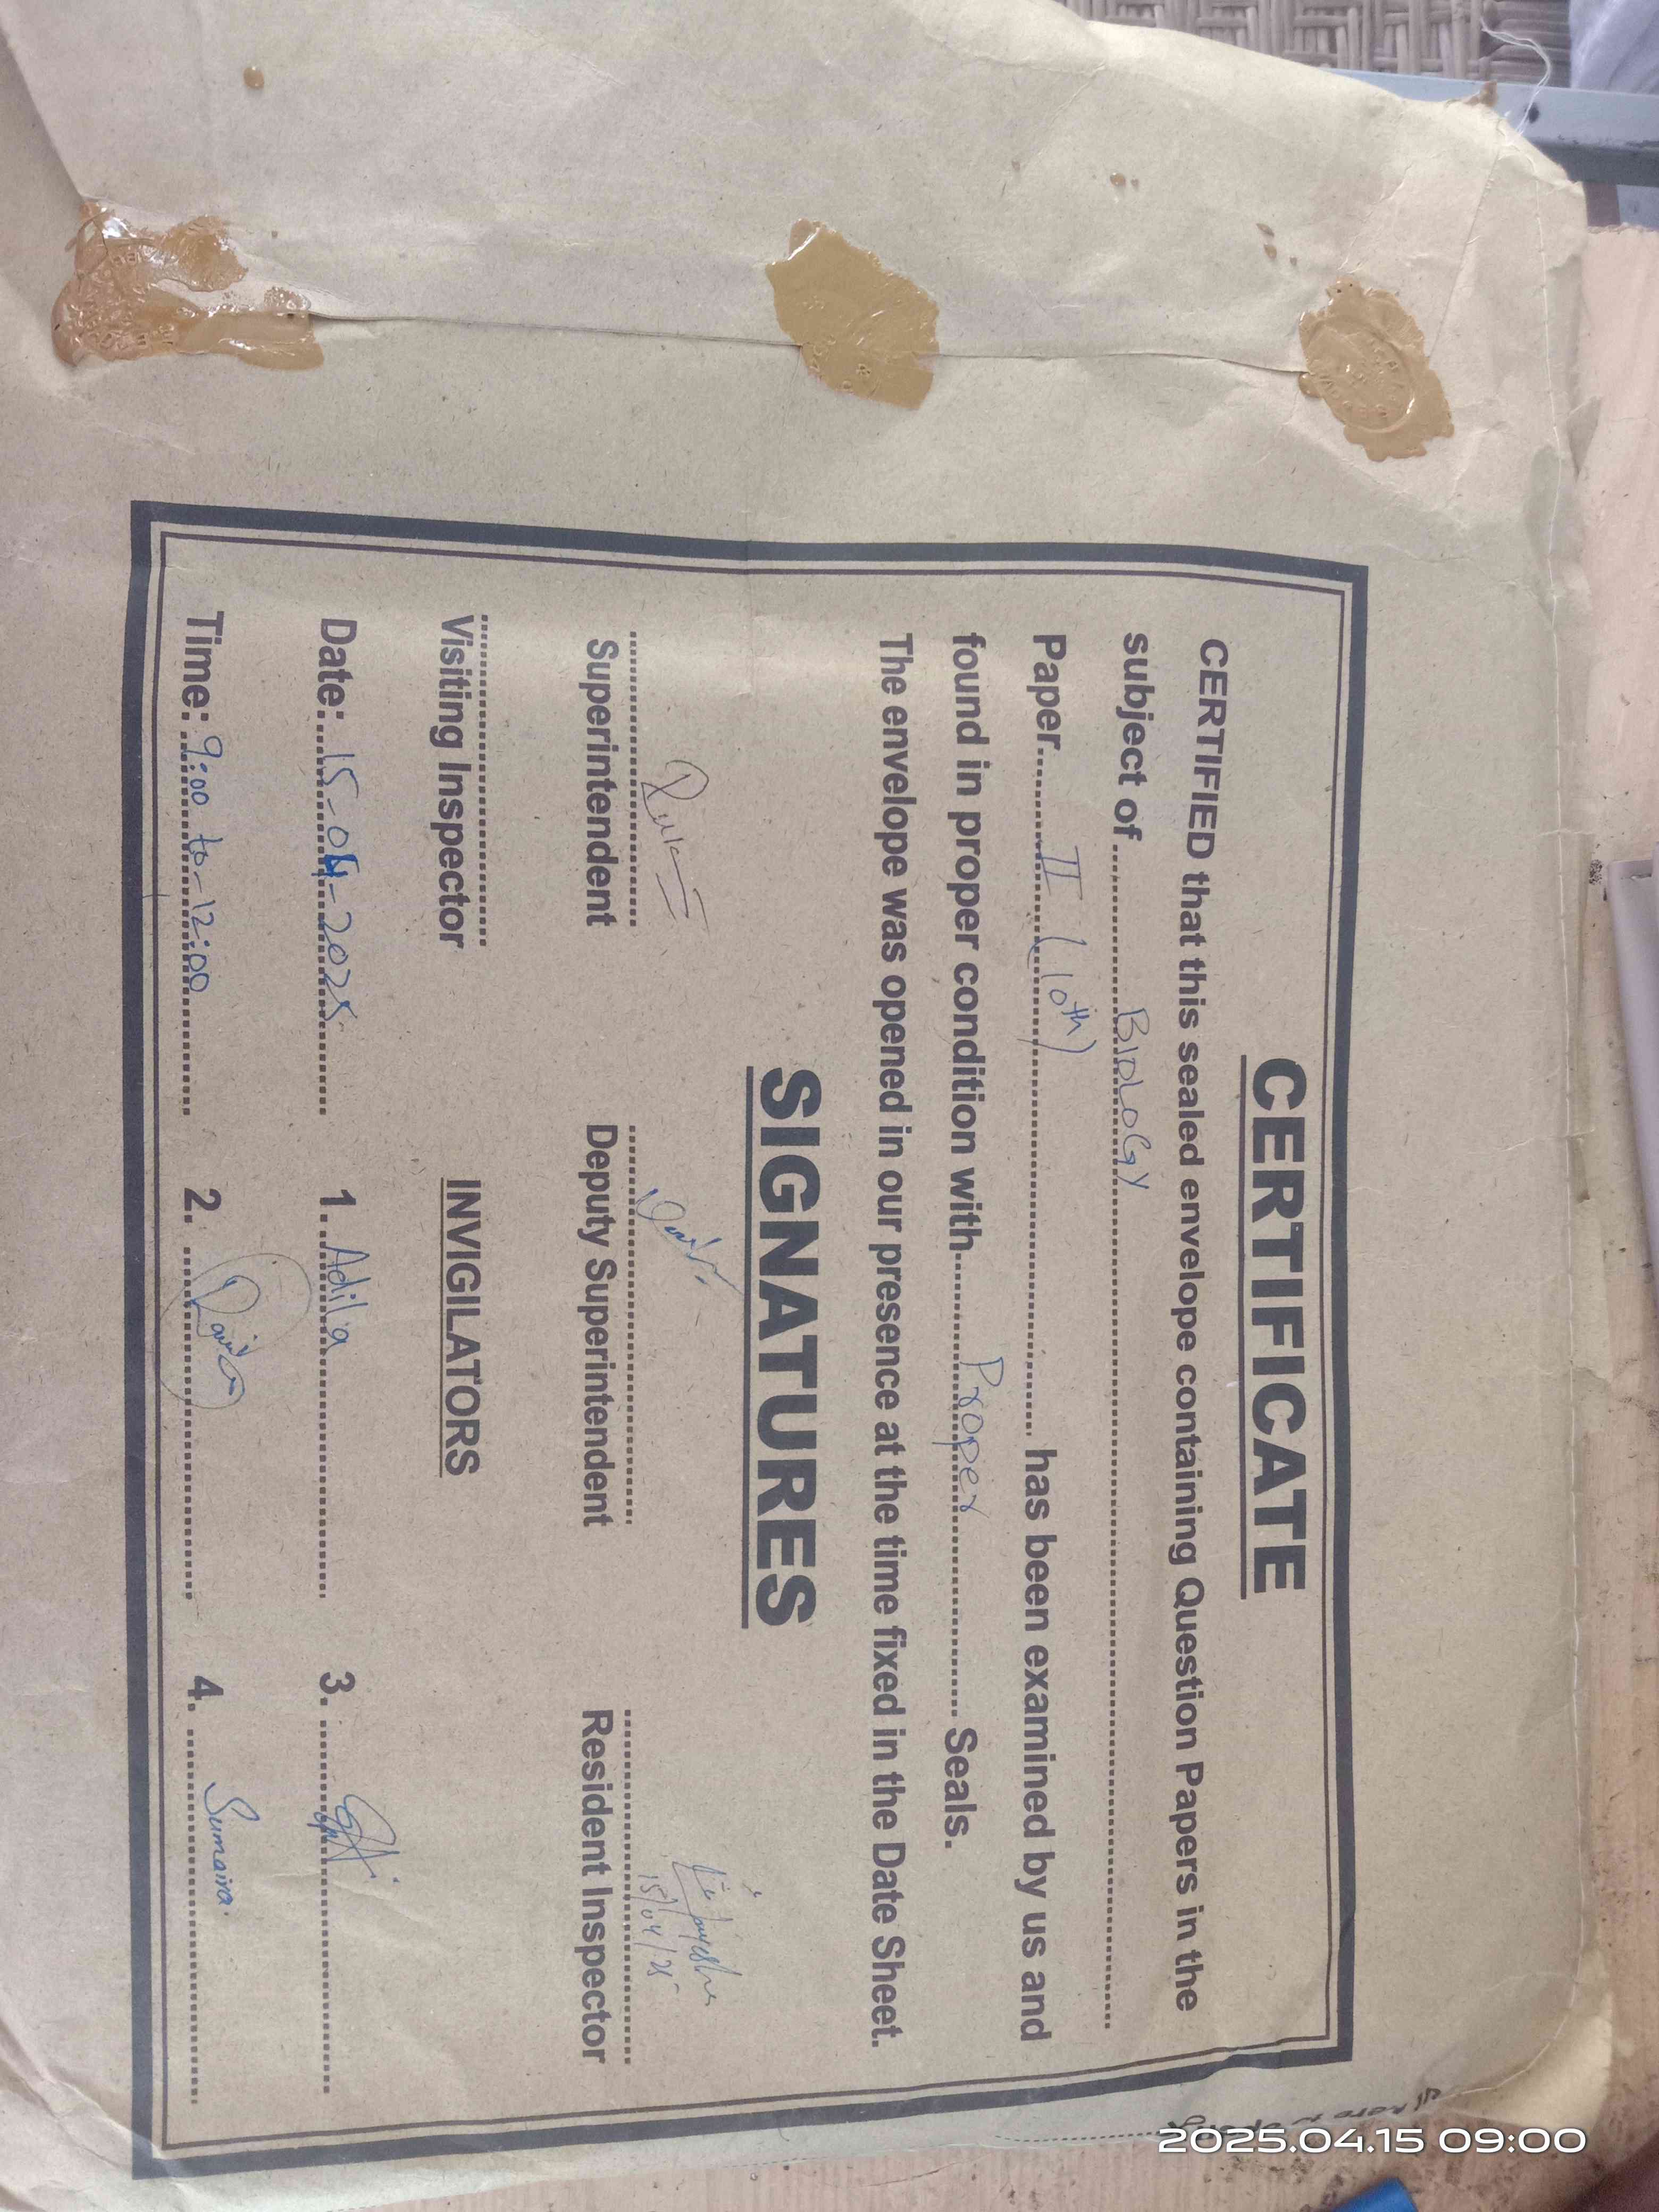 CERTIFICATE
CERTIFIED that this sealed envelope containing Question Papers in the
subject of Biology
Paper II (10th) has been examined by us and
found in proper condition with Proper Seals.
The envelope was opened in our presence at the time fixed in the Date Sheet.
SIGNATURES
15/04/25
Superintendent Deputy Superintendent Resident Inspector
Visiting Inspector INVIGILATORS
Date: 15-04-2025 1. Adila 3.
Time: 9:00 to 12:00 2. 4. Sumaira
2025.04.15 09:00